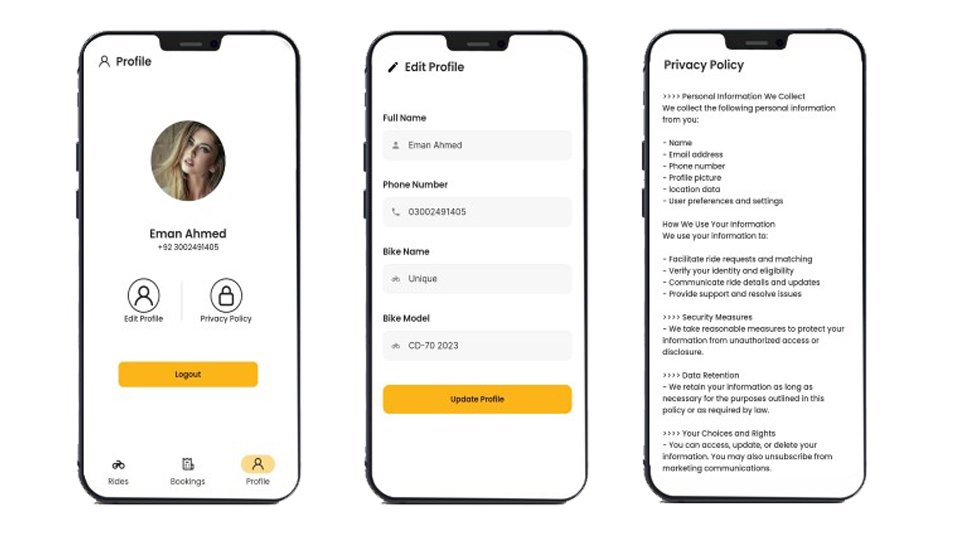 Profile
Eman Ahmed
+92 3002491405
Edit Profile
Privacy Policy
Logout
Rides
Bookings
Profile
Edit Profile
Full Name
Eman Ahmed
Phone Number
03002491405
Bike Name
Unique
Bike Model
CD-70 2023
Update Profile
Privacy Policy
>>>> Personal Information We Collect
We collect the following personal information
from you:
- Name
- Email address
- Phone number
- Profile picture
- location data
- User preferences and settings
How We Use Your Information
We use your information to:
- Facilitate ride requests and matching
- Verify your identity and eligibility
- Communicate ride details and updates
- Provide support and resolve issues
>>>> Security Measures
- We take reasonable measures to protect your
information from unauthorized access or
disclosure.
>>>> Data Retention
- We retain your information as long as
necessary for the purposes outlined in this
policy or as required by law.
>>>> Your Choices and Rights
- You can access, update, or delete your
information. You may also unsubscribe from
marketing communications.